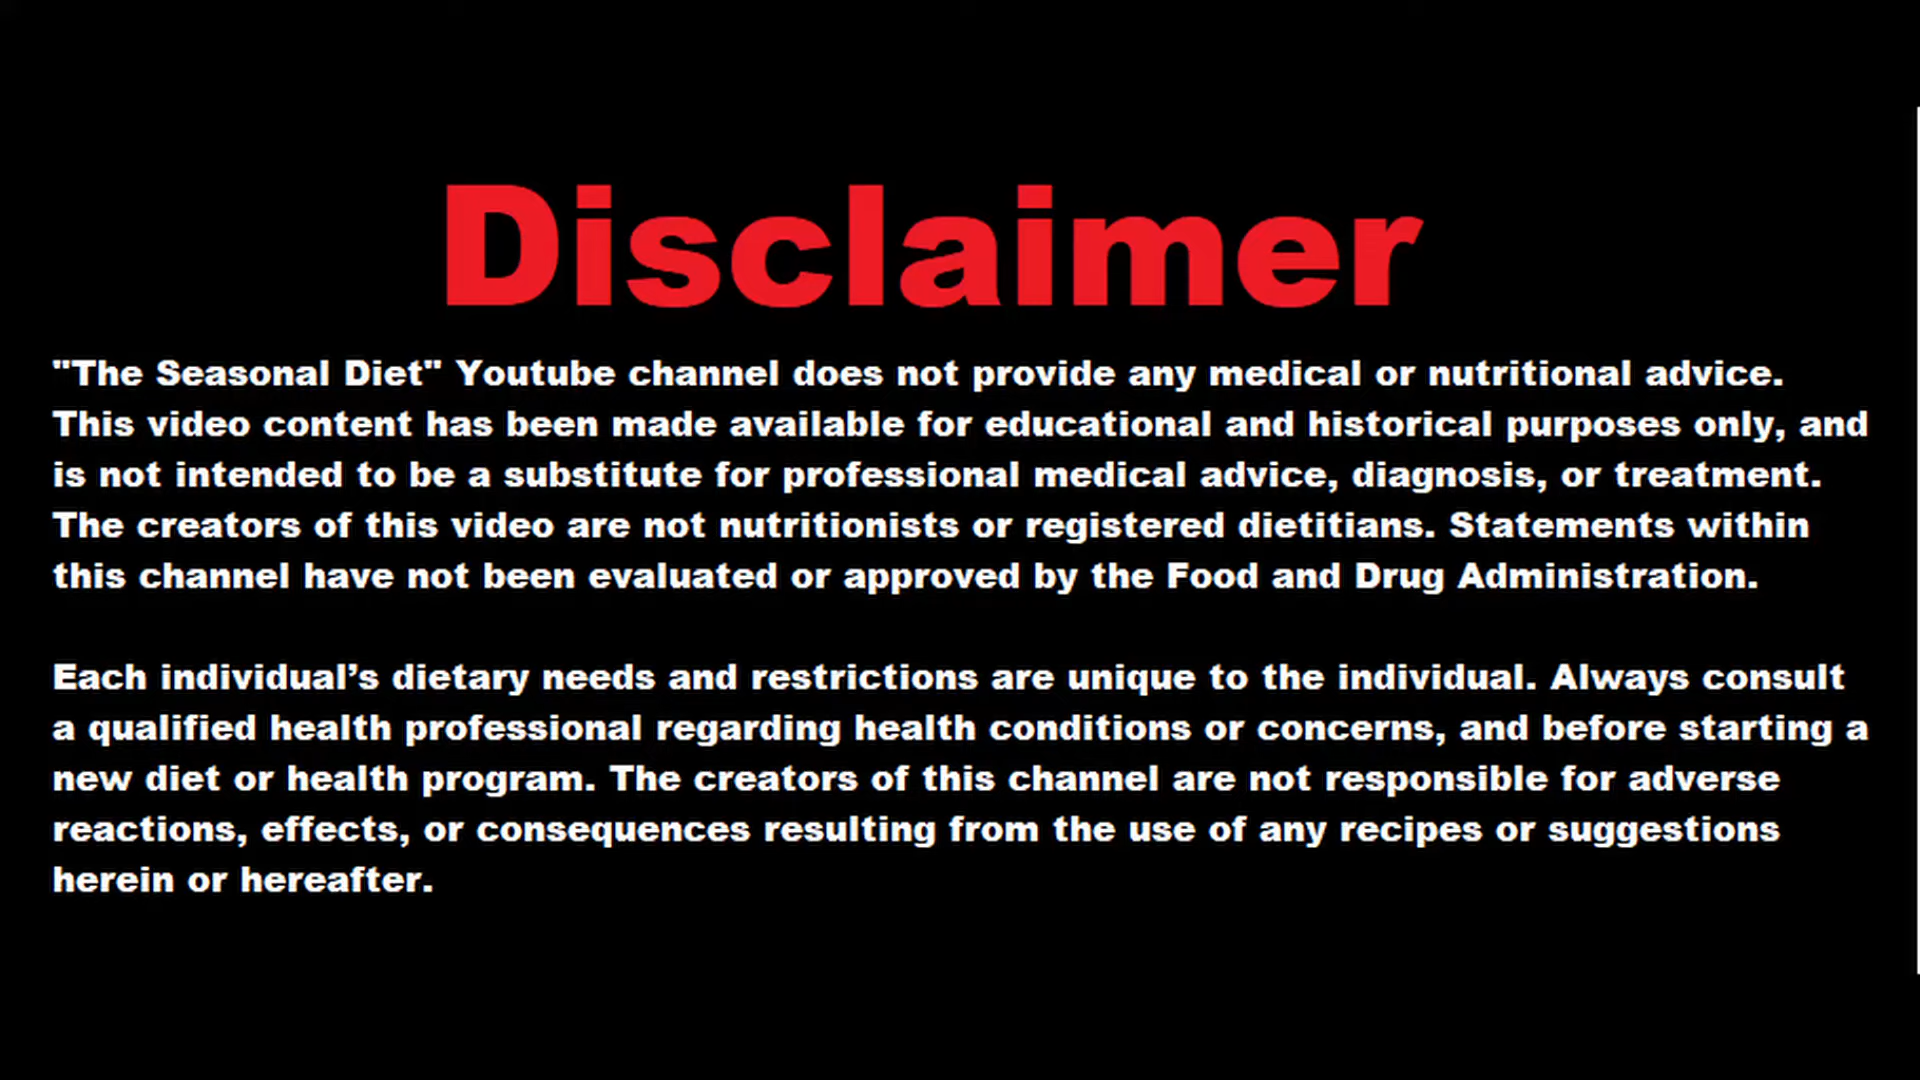 Disclaimer
"The Seasonal Diet" Youtube channel does not provide any medical or nutritional advice.
This video content has been made available for educational and historical purposes only, and
is not intended to be a substitute for professional medical advice, diagnosis, or treatment.
The creators of this video are not nutritionists or registered dietitians. Statements within
this channel have not been evaluated or approved by the Food and Drug Administration.
Each individual’s dietary needs and restrictions are unique to the individual. Always consult
a qualified health professional regarding health conditions or concerns, and before starting a
new diet or health program. The creators of this channel are not responsible for adverse
reactions, effects, or consequences resulting from the use of any recipes or suggestions
herein or hereafter.